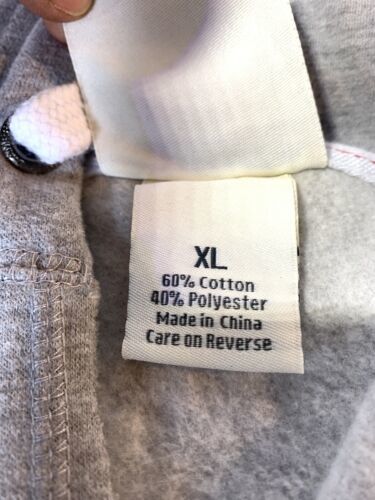 XL
60% Cotton
40% Polyester
Made in China
Care on Reverse